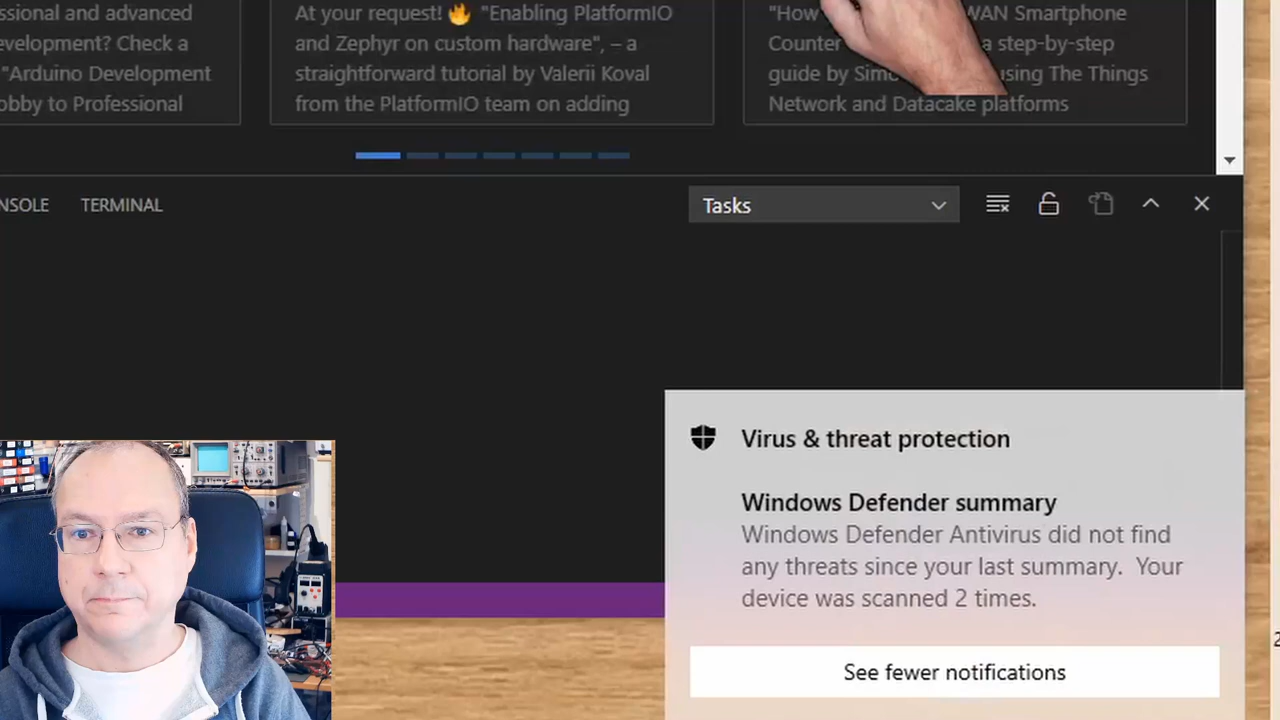 ssional and advanced
evelopment? Check a
"Arduino Development
obby to Professional
At your request! 🔥 "Enabling PlatformIO
and Zephyr on custom hardware", – a
straightforward tutorial by Valerii Koval
from the PlatformIO team on adding
"How WAN Smartphone
Counter a step-by-step
guide by Simo using The Things
Network and Datacake platforms
NSOLE TERMINAL Tasks
Virus & threat protection
Windows Defender summary
Windows Defender Antivirus did not find
any threats since your last summary. Your
device was scanned 2 times.
See fewer notifications